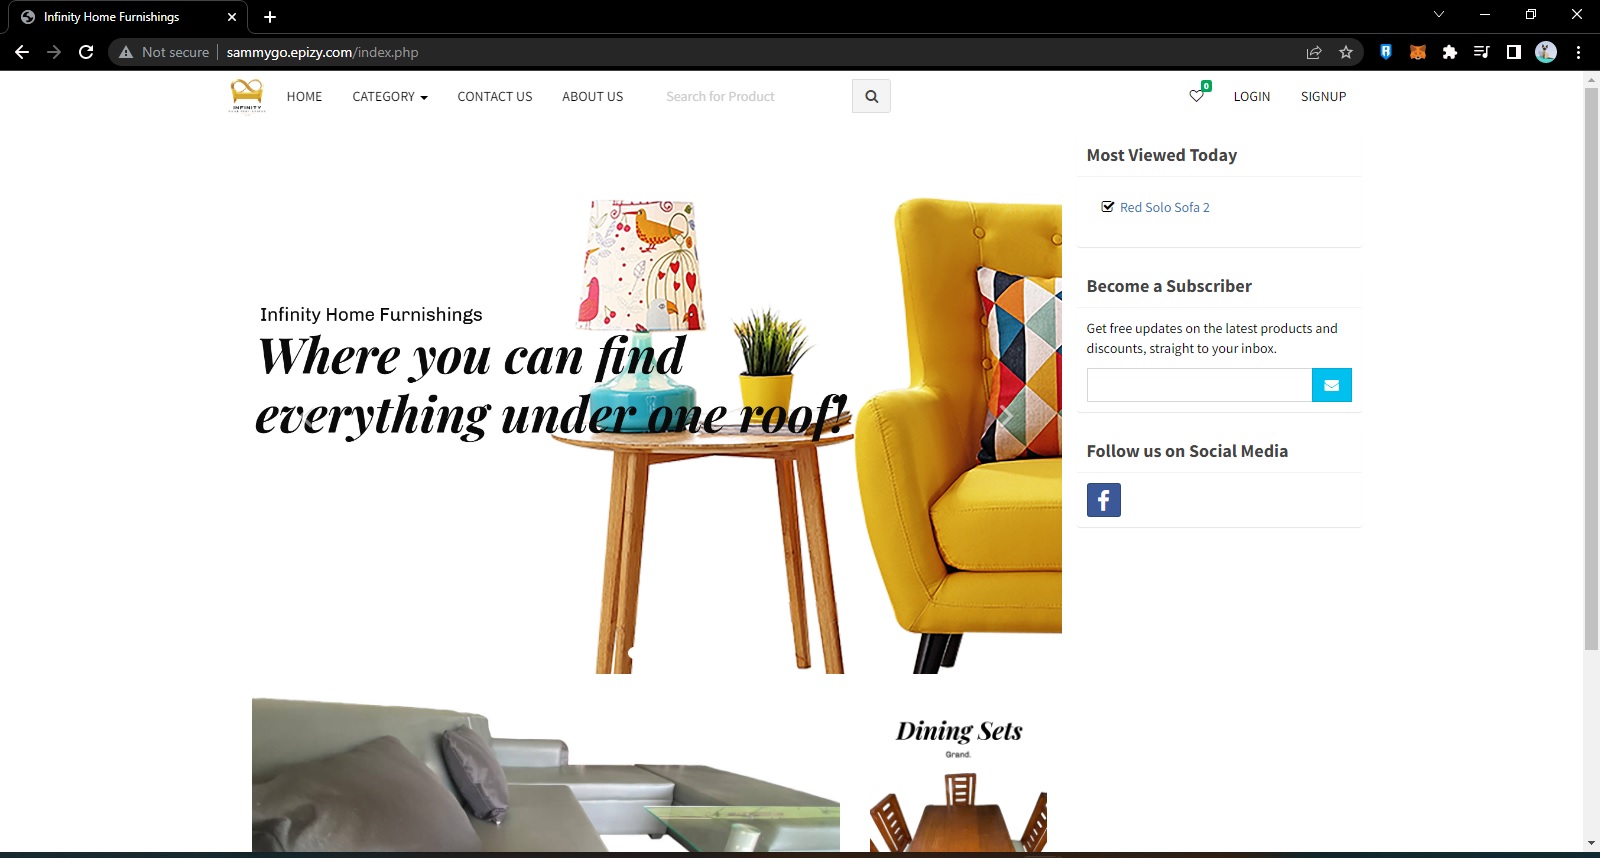 Infinity Home Furnishings
Not secure
sammygo.epizy.com/index.php
INFINITY
HOME
CATEGORY
CONTACT US
ABOUT US
Search for Product
0
LOGIN
SIGNUP
Most Viewed Today
Red Solo Sofa 2
Become a Subscriber
Get free updates on the latest products and
discounts, straight to your inbox.
Follow us on Social Media
Infinity Home Furnishings
Where you can find
everything under one roof!
Dining Sets
Grand.